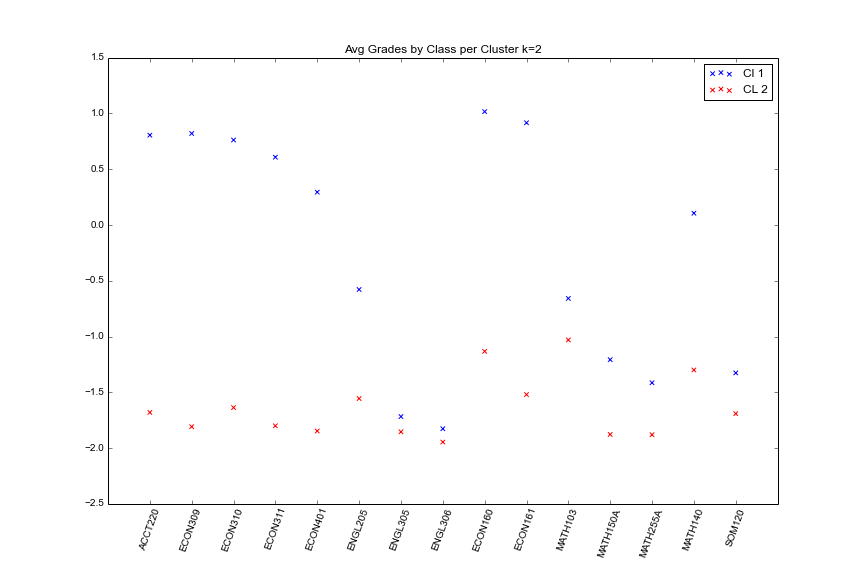 Avg Grades by Class per Cluster k=2
Cl 1
CL 2
1.5
1.0
0.5
0.0
−0.5
−1.0
−1.5
−2.0
−2.5
ACCT220
ECON309
ECON310
ECON311
ECON401
ENGL205
ENGL305
ENGL306
ECON160
ECON161
MATH103
MATH150A
MATH255A
MATH140
SOM120